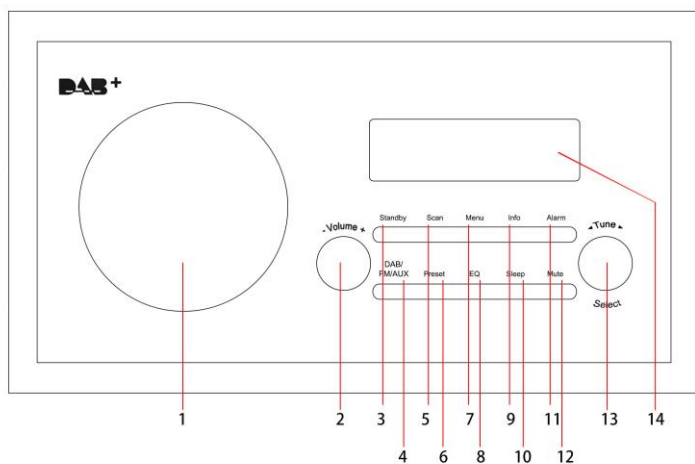 DAB+
- Volume +
Standby Scan Menu Info Alarm
◄Tune►
DAB/
FM/AUX Preset EQ Sleep Mute
Select
1 2 3 5 7 9 11 13 14
4 6 8 10 12